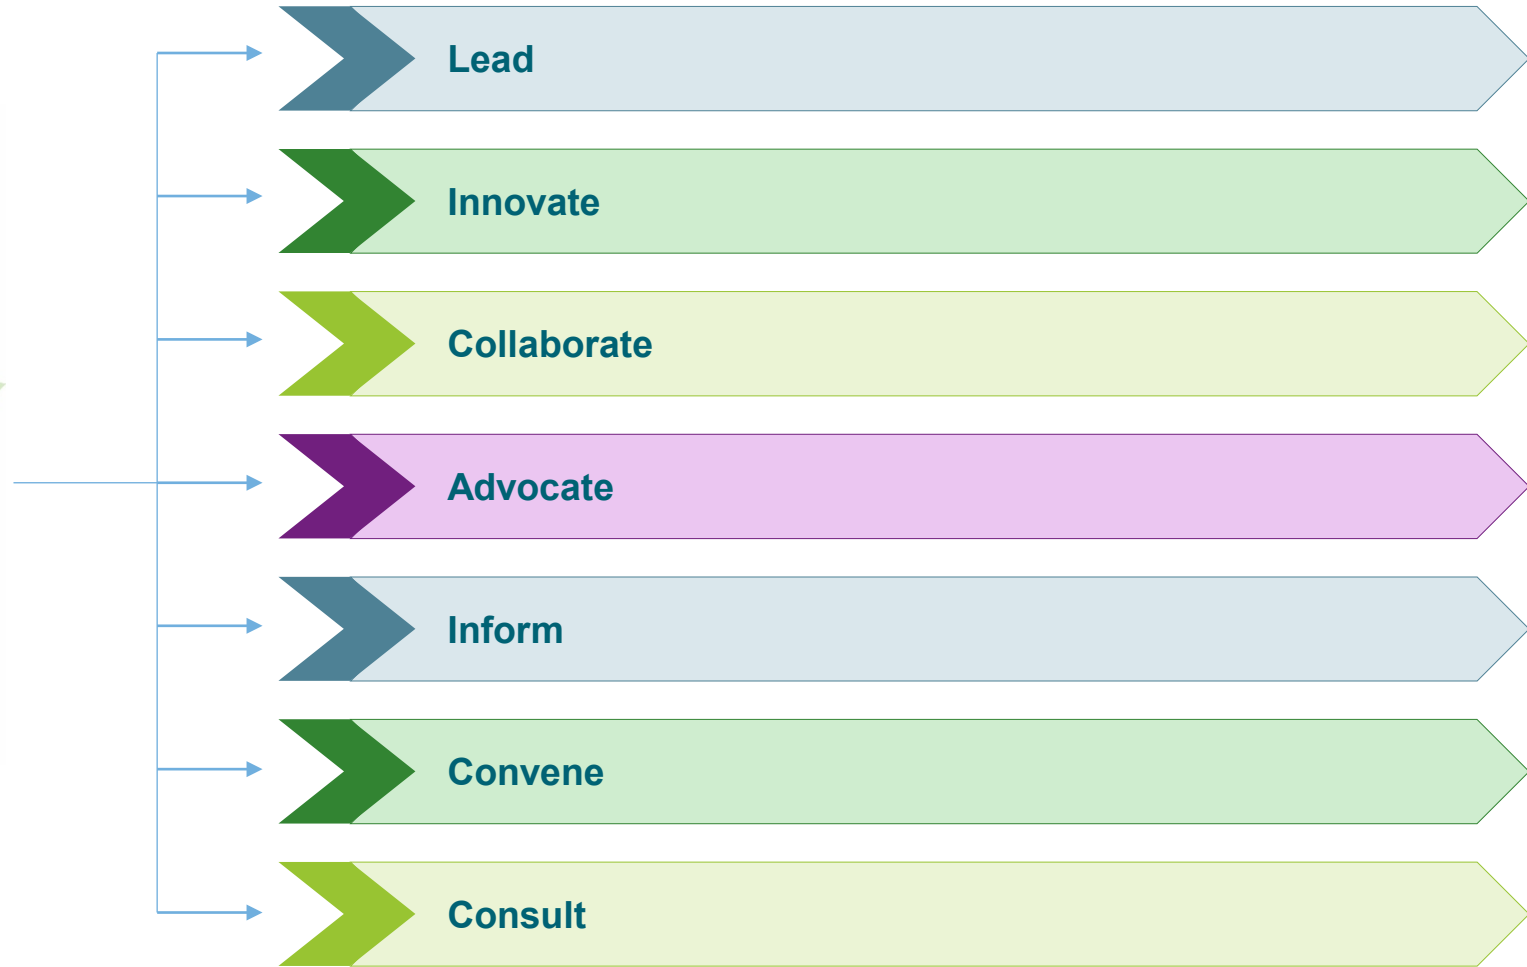 Lead
Innovate
Collaborate
Advocate
Inform
Convene
Consult